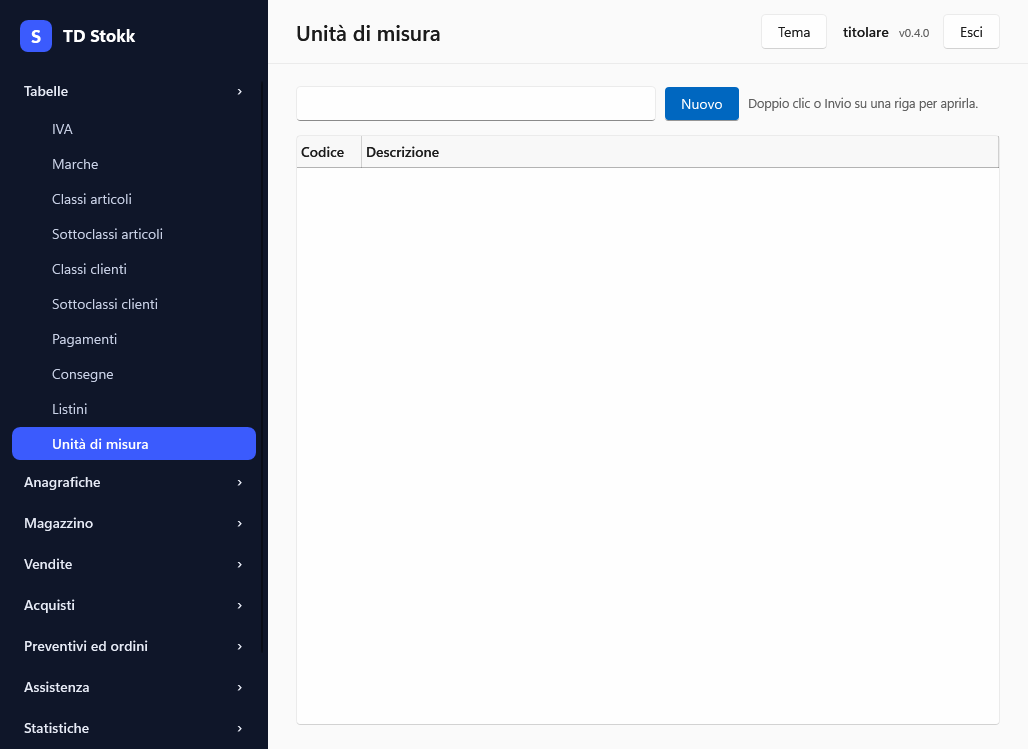 S TD Stokk
Tabelle
IVA
Marche
Classi articoli
Sottoclassi articoli
Classi clienti
Sottoclassi clienti
Pagamenti
Consegne
Listini
Unità di misura
Anagrafiche
Magazzino
Vendite
Acquisti
Preventivi ed ordini
Assistenza
Statistiche
Unità di misura
Tema titolare v0.4.0 Esci
Nuovo Doppio clic o Invio su una riga per aprirla.
Codice Descrizione